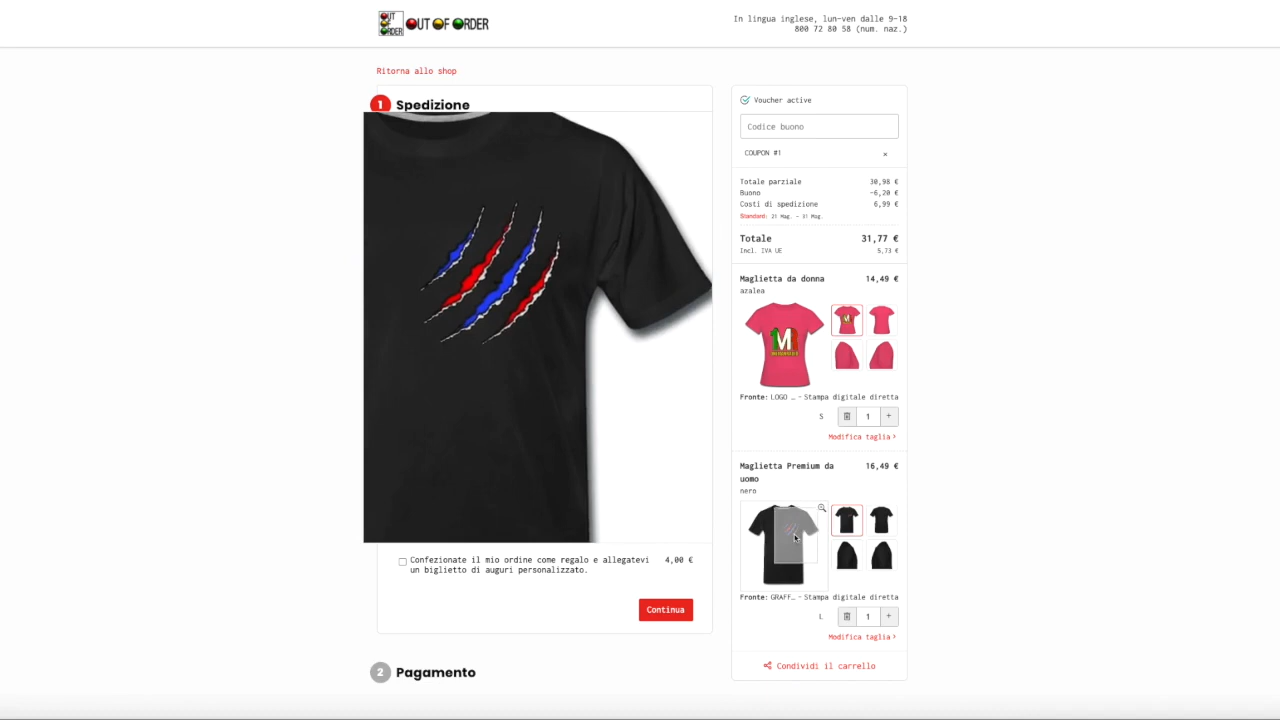 OUT OF ORDER
OUT OF ORDER
In lingua inglese, lun-ven dalle 9-18
800 72 80 58 (num. naz.)
Ritorna allo shop
1 Spedizione
Confezionate il mio ordine come regalo e allegatevi 4,00 €
un biglietto di auguri personalizzato.
Continua
2 Pagamento
Voucher active
Codice buono
COUPON #1 ×
Totale parziale 30,98 €
Buono -6,20 €
Costi di spedizione 6,99 €
Standard: 21 Mag. - 31 Mag.
Totale 31,77 €
Incl. IVA UE 5,73 €
Maglietta da donna 14,49 €
azalea
Fronte: LOGO … - Stampa digitale diretta
S 1 +
Modifica taglia ›
Maglietta Premium da 16,49 €
uomo
nero
Fronte: GRAFF… - Stampa digitale diretta
L 1 +
Modifica taglia ›
Condividi il carrello